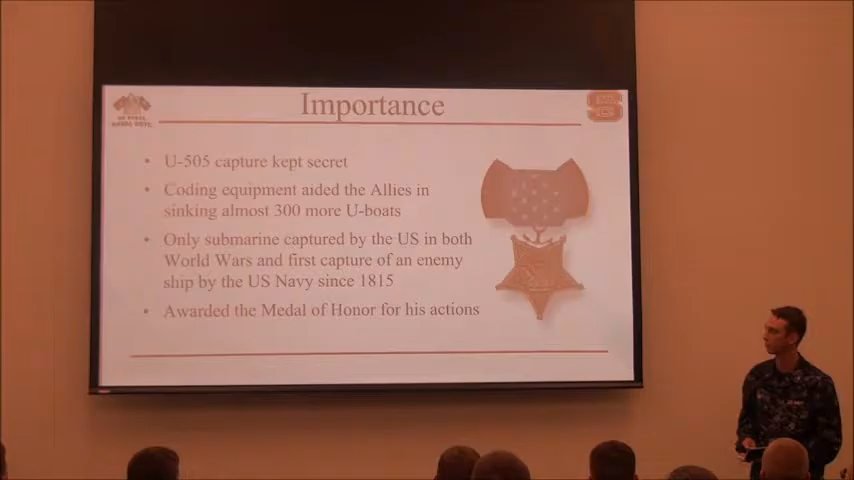 Importance
• U-505 capture kept secret
• Coding equipment aided the Allies in
sinking almost 300 more U-boats
• Only submarine captured by the US in both
World Wars and first capture of an enemy
ship by the US Navy since 1815
• Awarded the Medal of Honor for his actions